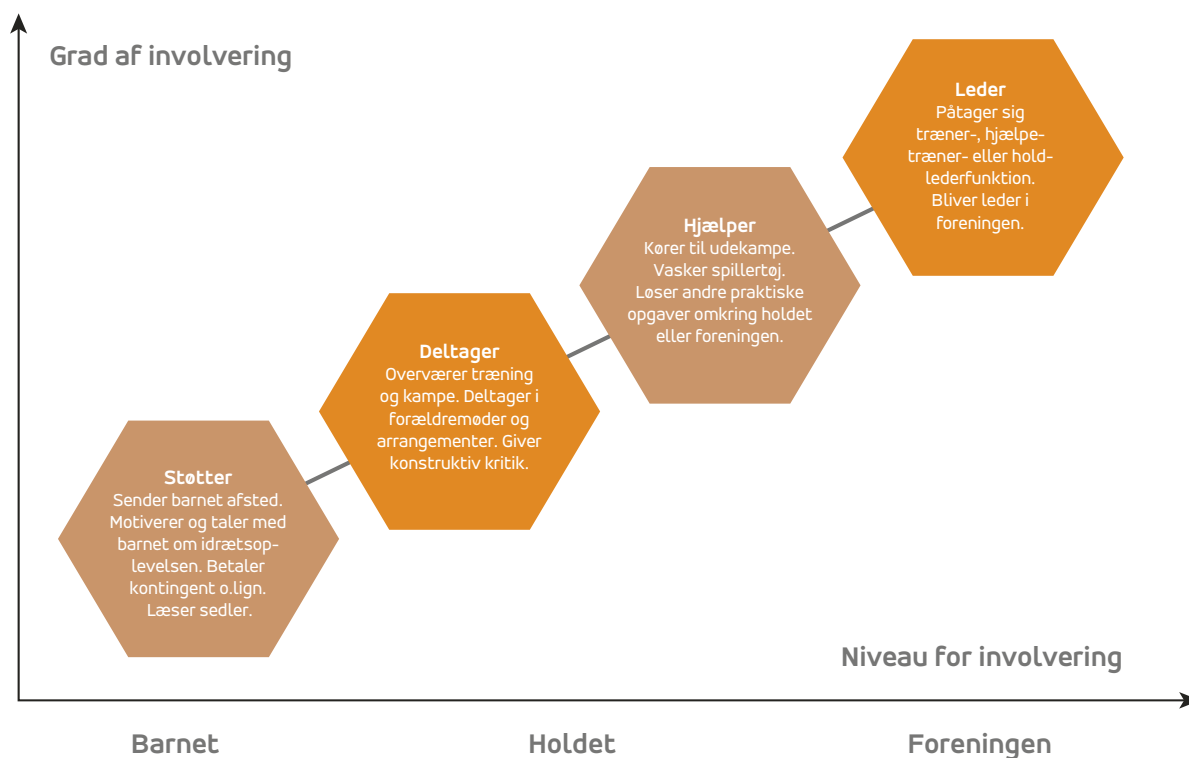 Grad af involvering
Leder
Påtager sig
træner-, hjælpe-
træner- eller hold-
lederfunktion.
Bliver leder i
foreningen.
Hjælper
Kører til udekampe.
Vasker spillertøj.
Løser andre praktiske
opgaver omkring holdet
eller foreningen.
Deltager
Overværer træning
og kampe. Deltager i
forældremøder og
arrangementer. Giver
konstruktiv kritik.
Støtter
Sender barnet afsted.
Motiverer og taler med
barnet om idrætsop-
levelsen. Betaler
kontingent o.lign.
Læser sedler.
Niveau for involvering
Barnet
Holdet
Foreningen